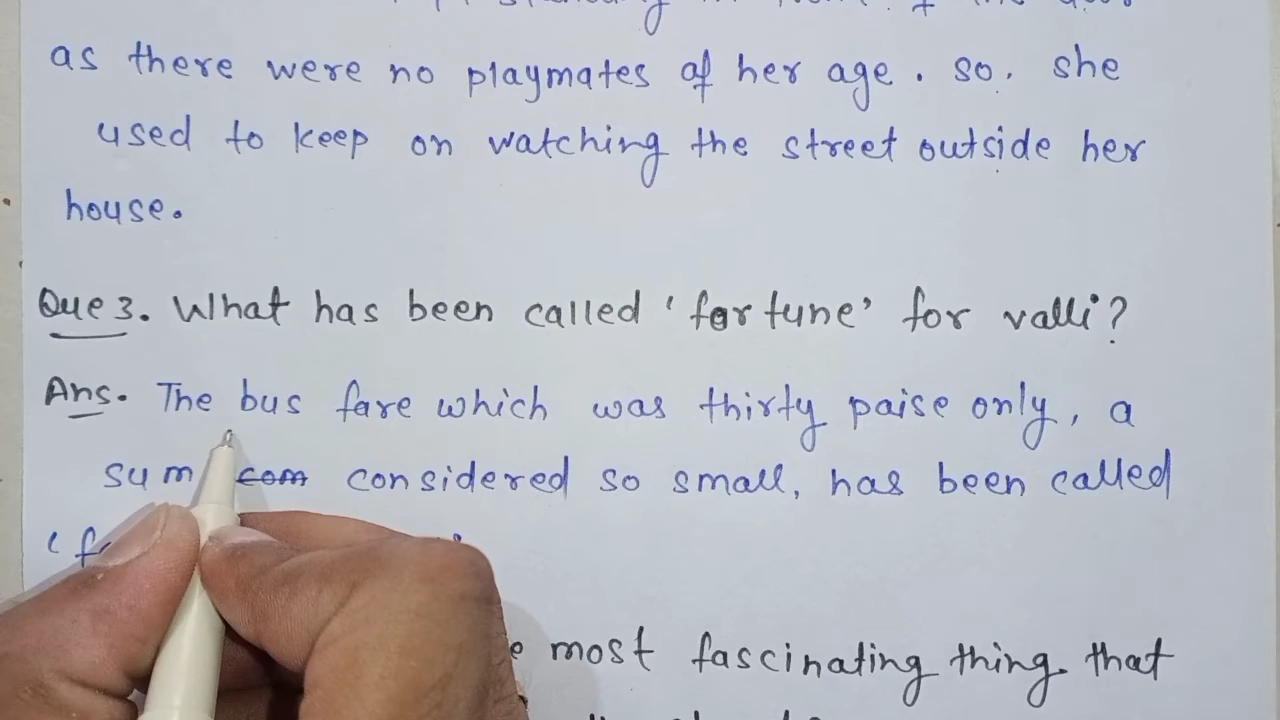 as there were no playmates of her age. so. she
used to keep on watching the street outside her
house.
Que 3. What has been called 'fortune' for valli?
Ans. The bus fare which was thirty paise only, a
sum com considered so small, has been called
most fascinating thing that